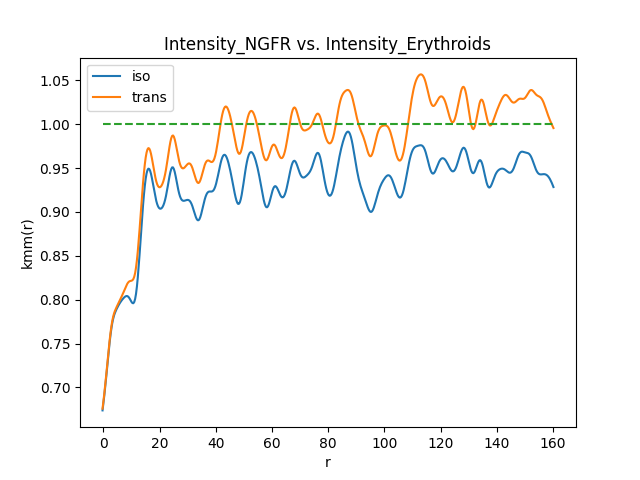 Intensity_NGFR vs. Intensity_Erythroids
iso
trans
1.05
1.00
0.95
0.90
0.85
0.80
0.75
0.70
kmm(r)
0 20 40 60 80 100 120 140 160
r